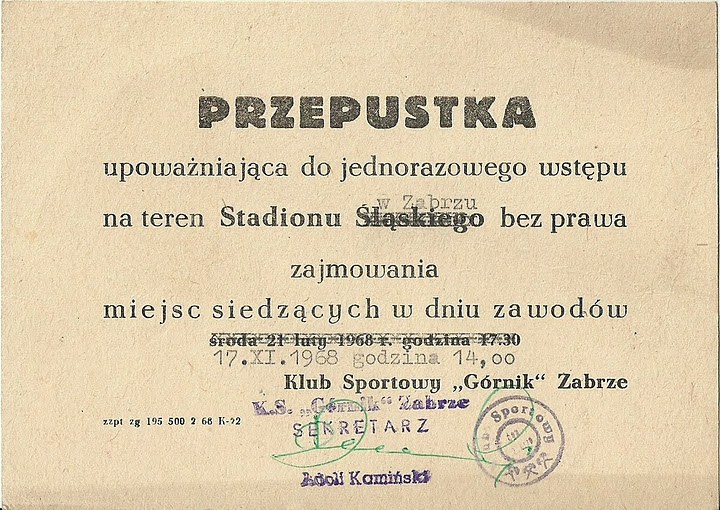 PRZEPUSTKA
upoważniająca do jednorazowego wstępu
w Zabrzu
na teren Stadionu Śląskiego bez prawa
zajmowania
miejsc siedzących w dniu zawodów
środa 21 luty 1968 r. godzina 17.30
17.XI.1968 godzina 14,oo
Klub Sportowy „Górnik" Zabrze
K.S. „Górnik" Zabrze
zzpt zg 195 500 2 68 K-22
SEKRETARZ
Sportowy
Adolf Kamiński